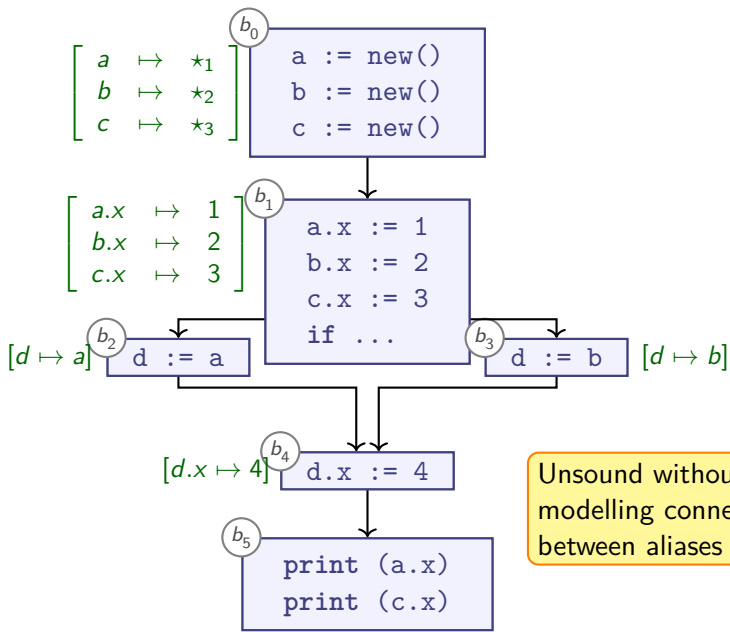 b₀
a ↦ ⋆₁
b ↦ ⋆₂
c ↦ ⋆₃
a := new()
b := new()
c := new()
b₁
a.x ↦ 1
b.x ↦ 2
c.x ↦ 3
a.x := 1
b.x := 2
c.x := 3
if ...
b₂
[d ↦ a]
d := a
b₃
d := b
[d ↦ b]
b₄
[d.x ↦ 4]
d.x := 4
Unsound without
modelling conne
between aliases
b₅
print (a.x)
print (c.x)